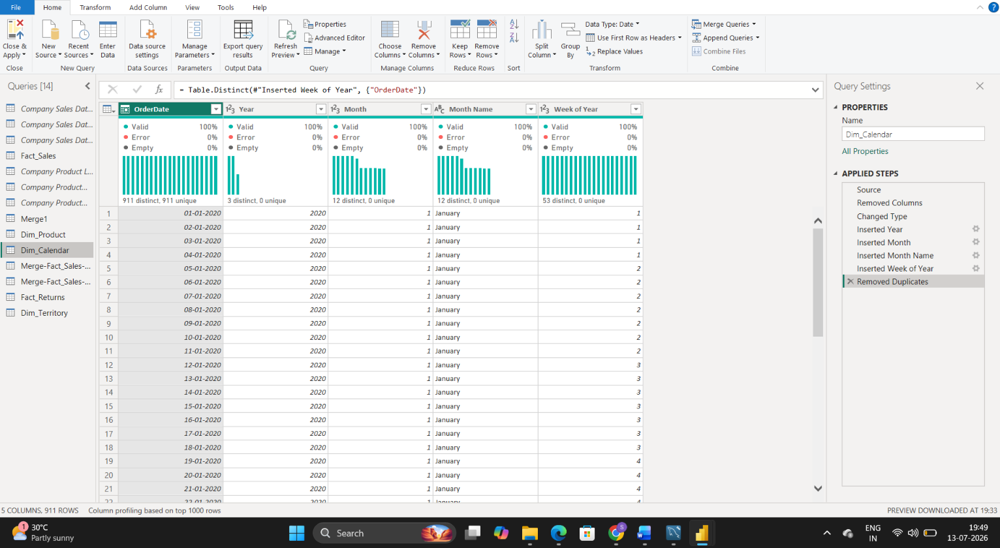 File Home Transform Add Column View Tools Help
Close & Apply New Source Recent Sources Enter Data Data source settings Manage Parameters Export query results Refresh Preview Properties Advanced Editor Manage Choose Columns Remove Columns Keep Rows Remove Rows Split Column Group By Data Type: Date Use First Row as Headers Replace Values Merge Queries Append Queries Combine Files
Close New Query Data Sources Parameters Output Data Query Manage Columns Reduce Rows Sort Transform Combine
Queries [14]
Company Sales Dat...
Company Sales Dat...
Company Sales Dat...
Fact_Sales
Company Product L...
Company Product...
Company Product...
Merge1
Dim_Product
Dim_Calendar
Merge-Fact_Sales-...
Merge-Fact_Sales-...
Fact_Returns
Dim_Territory
fx = Table.Distinct(#"Inserted Week of Year", {"OrderDate"})
OrderDate 123 Year 123 Month ABC Month Name 123 Week of Year
Valid 100% Valid 100% Valid 100% Valid 100% Valid 100%
Error 0% Error 0% Error 0% Error 0% Error 0%
Empty 0% Empty 0% Empty 0% Empty 0% Empty 0%
911 distinct, 911 unique 3 distinct, 0 unique 12 distinct, 0 unique 12 distinct, 0 unique 53 distinct, 0 unique
1 01-01-2020 2020 1 January 1
2 02-01-2020 2020 1 January 1
3 03-01-2020 2020 1 January 1
4 04-01-2020 2020 1 January 1
5 05-01-2020 2020 1 January 2
6 06-01-2020 2020 1 January 2
7 07-01-2020 2020 1 January 2
8 08-01-2020 2020 1 January 2
9 09-01-2020 2020 1 January 2
10 10-01-2020 2020 1 January 2
11 11-01-2020 2020 1 January 2
12 12-01-2020 2020 1 January 3
13 13-01-2020 2020 1 January 3
14 14-01-2020 2020 1 January 3
15 15-01-2020 2020 1 January 3
16 16-01-2020 2020 1 January 3
17 17-01-2020 2020 1 January 3
18 18-01-2020 2020 1 January 3
19 19-01-2020 2020 1 January 4
20 20-01-2020 2020 1 January 4
21 21-01-2020 2020 1 January 4
22 22-01-2020 2020 1 January 4
Query Settings
PROPERTIES
Name
Dim_Calendar
All Properties
APPLIED STEPS
Source
Removed Columns
Changed Type
Inserted Year
Inserted Month
Inserted Month Name
Inserted Week of Year
Removed Duplicates
5 COLUMNS, 911 ROWS Column profiling based on top 1000 rows PREVIEW DOWNLOADED AT 19:33
1 30°C
Partly sunny
Search
ENG
IN
19:49
13-07-2026